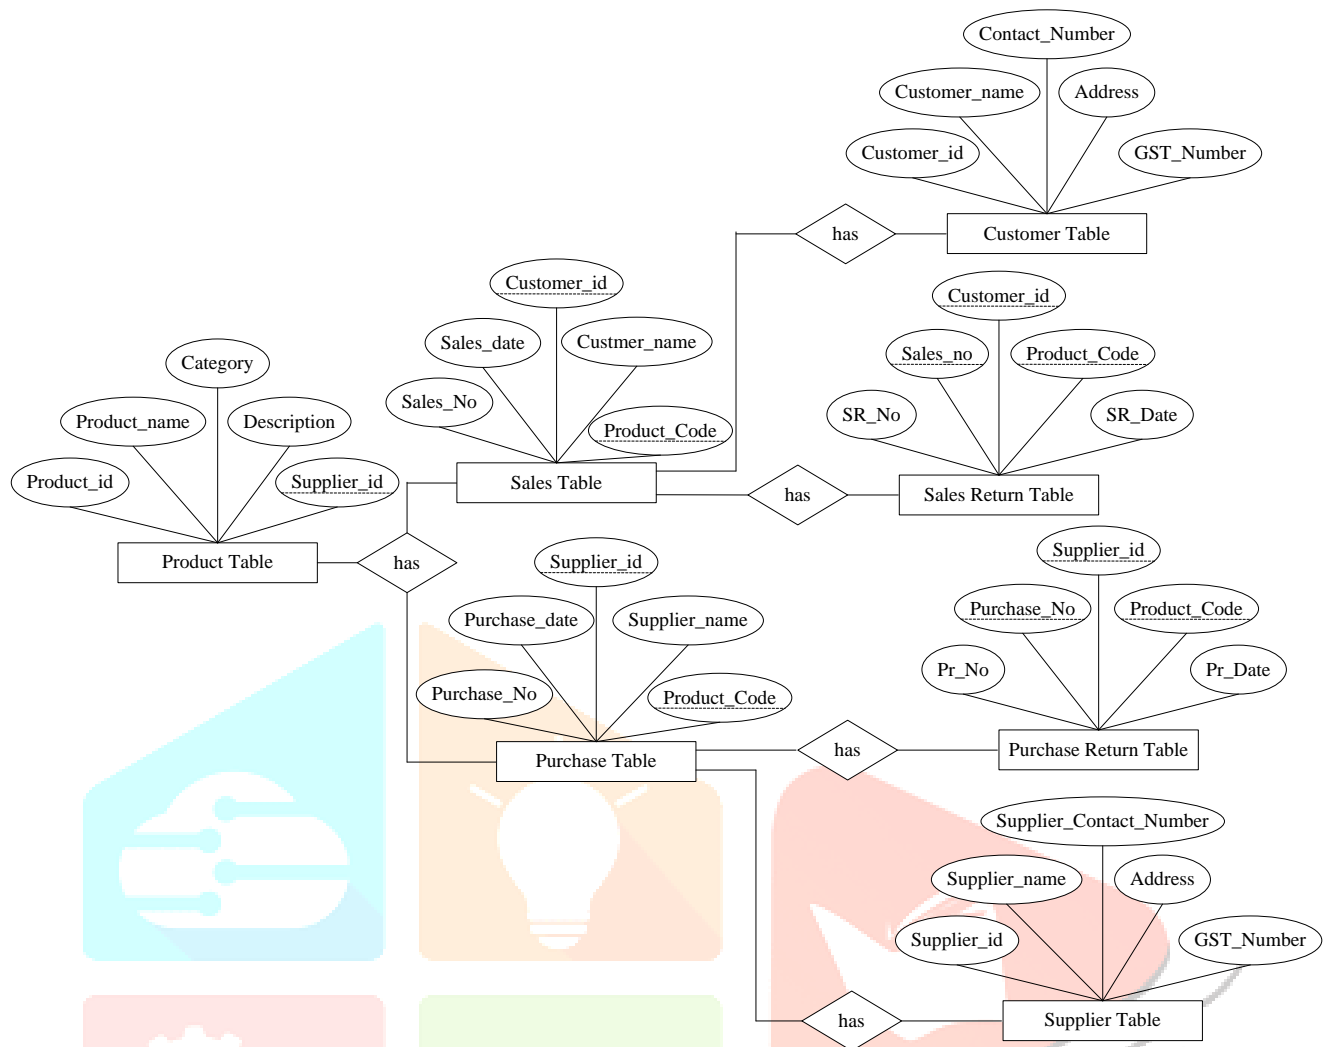 Contact_Number
Customer_name
Address
Customer_id
GST_Number
has
Customer Table
Customer_id
Sales_date
Custmer_name
Sales_No
Product_Code
Sales Table
Customer_id
Sales_no
Product_Code
SR_No
SR_Date
has
Sales Return Table
Category
Product_name
Description
Product_id
Supplier_id
Product Table
has
Supplier_id
Purchase_date
Supplier_name
Purchase_No
Product_Code
Purchase Table
Supplier_id
Purchase_No
Product_Code
Pr_No
Pr_Date
has
Purchase Return Table
Supplier_Contact_Number
Supplier_name
Address
Supplier_id
GST_Number
has
Supplier Table